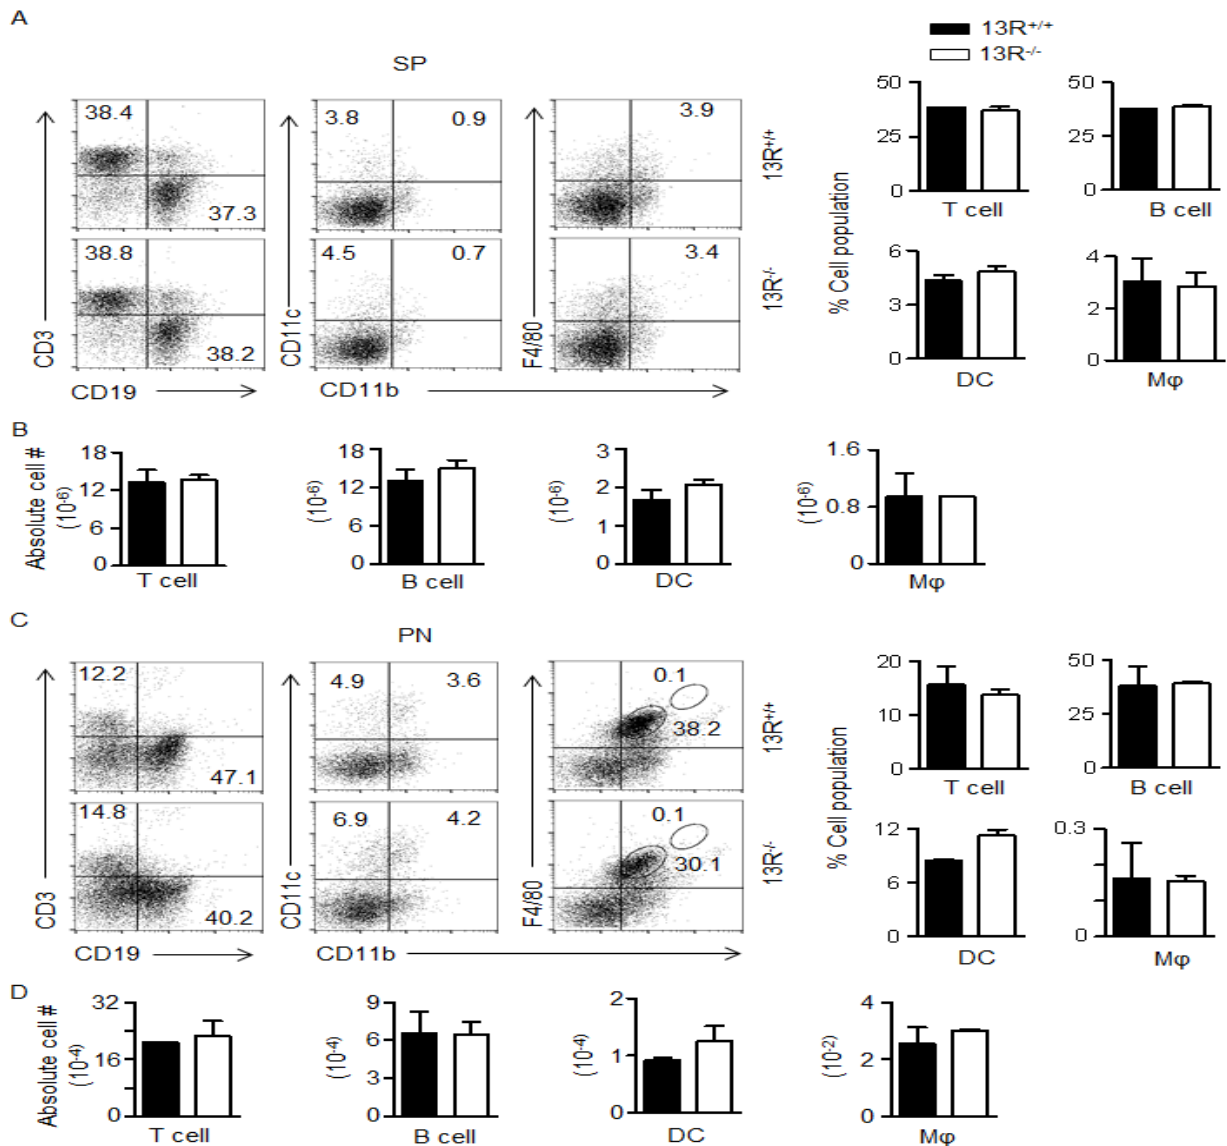 A
13R+/+
13R-/-
SP
38.4
37.3
3.8
0.9
3.9
13R+/+
38.8
38.2
4.5
0.7
3.4
13R-/-
CD3
CD11c
F4/80
CD19
CD11b
% Cell population
50
25
0
T cell
50
25
0
B cell
6
3
0
DC
4
2
0
Mφ
B
Absolute cell #
(10-6)
18
12
6
0
T cell
(10-6)
18
12
6
0
B cell
(10-6)
3
2
1
0
DC
(10-6)
1.6
0.8
0
Mφ
C
PN
12.2
47.1
4.9
3.6
0.1
38.2
13R+/+
14.8
40.2
6.9
4.2
0.1
30.1
13R-/-
CD3
CD11c
F4/80
CD19
CD11b
% Cell population
20
15
10
0
T cell
50
25
0
B cell
12
6
0
DC
0.3
0
Mφ
D
Absolute cell #
(10-4)
32
16
0
T cell
(10-4)
9
6
3
0
B cell
(10-4)
2
1
0
DC
(10-2)
4
2
0
Mφ